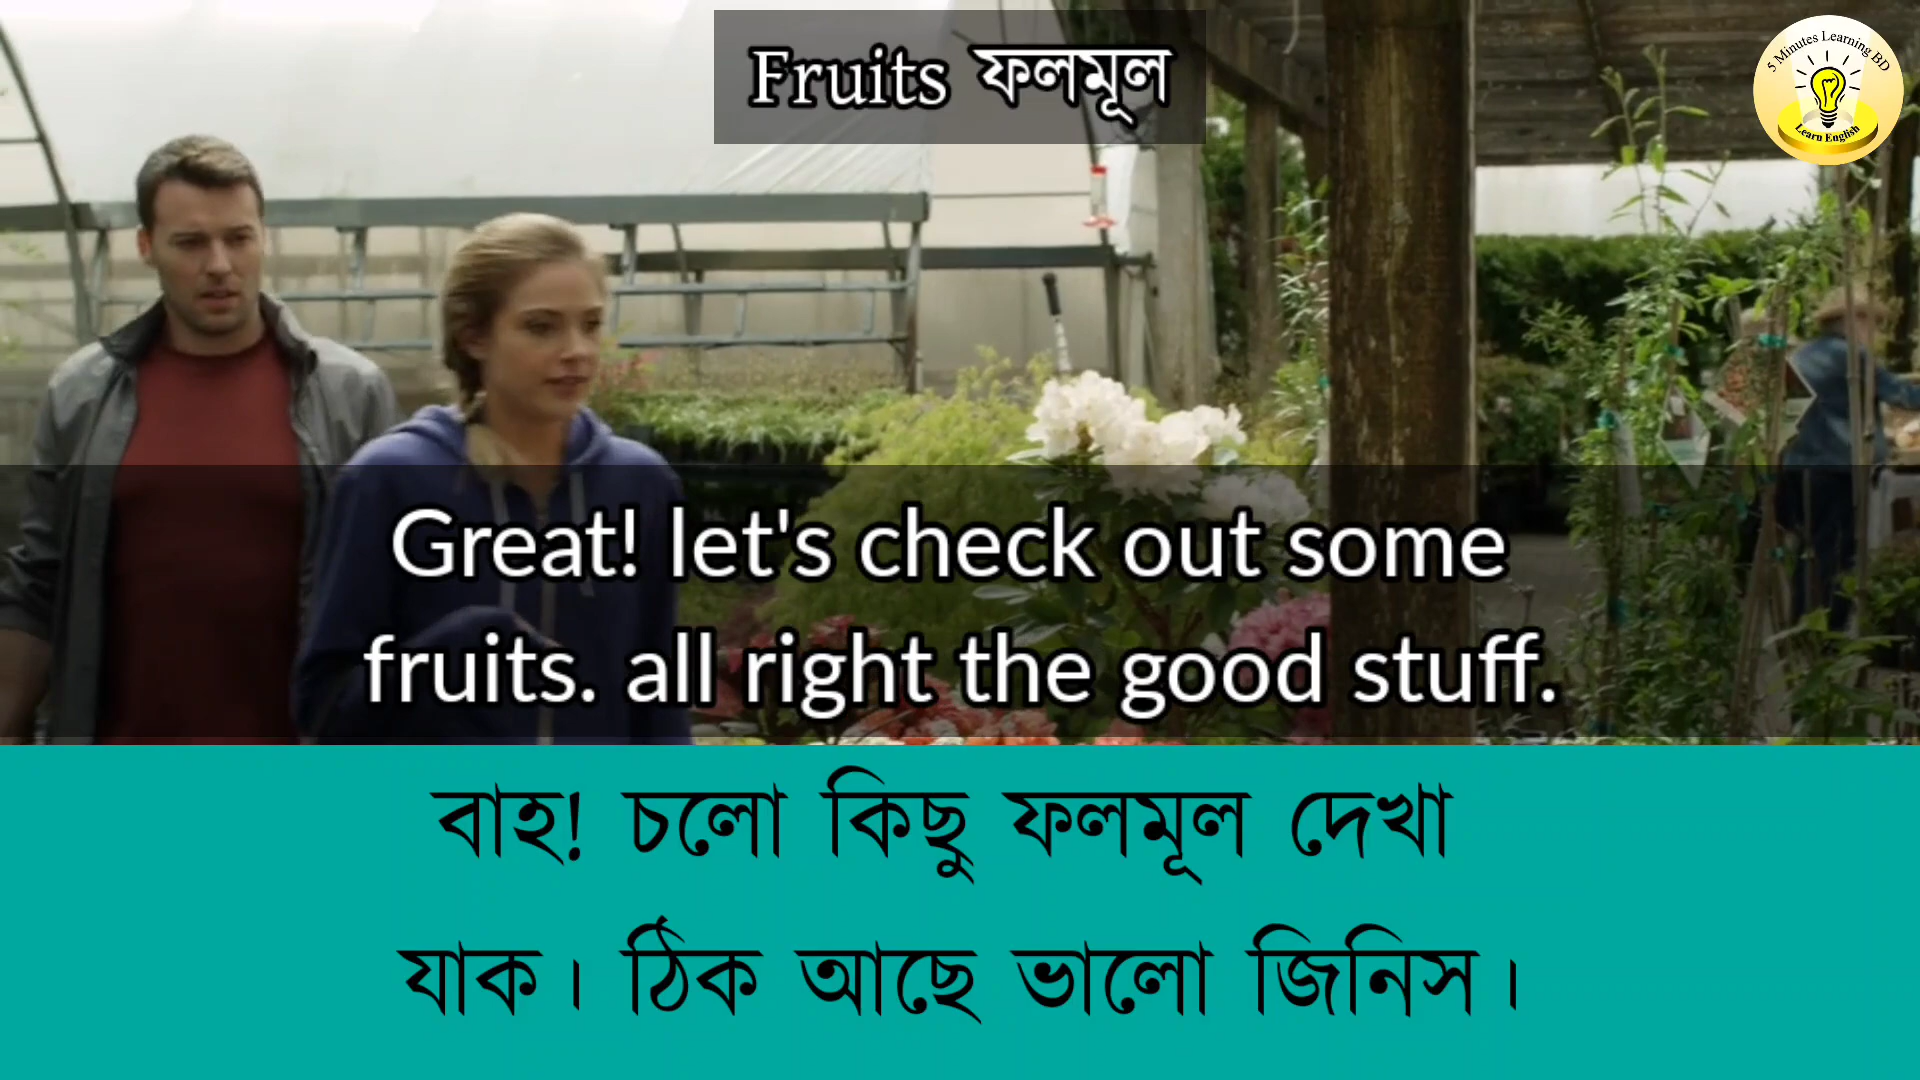 Fruits ফলমূল
5 Minutes Learning BD
Learn English
Great! let's check out some
fruits. all right the good stuff.
বাহ! চলো কিছু ফলমূল দেখা
যাক। ঠিক আছে ভালো জিনিস।